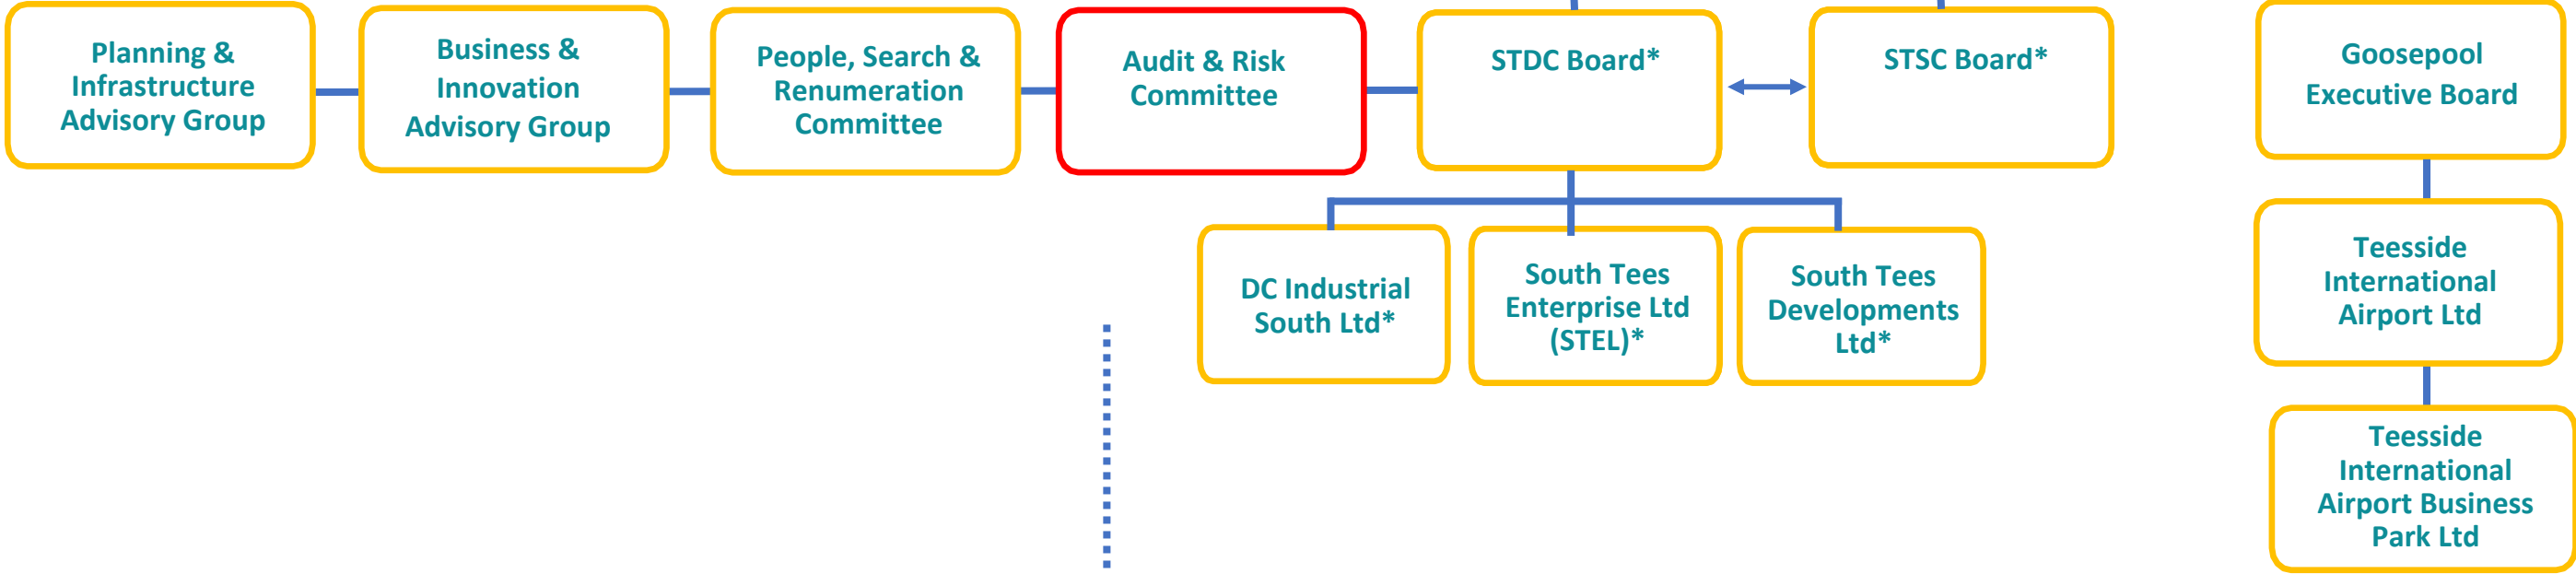 Planning &
Infrastructure
Advisory Group
Business &
Innovation
Advisory Group
People, Search &
Renumeration
Committee
Audit & Risk
Committee
STDC Board*
STSC Board*
Goosepool
Executive Board
DC Industrial
South Ltd*
South Tees
Enterprise Ltd
(STEL)*
South Tees
Developments
Ltd*
Teesside
International
Airport Ltd
Teesside
International
Airport Business
Park Ltd